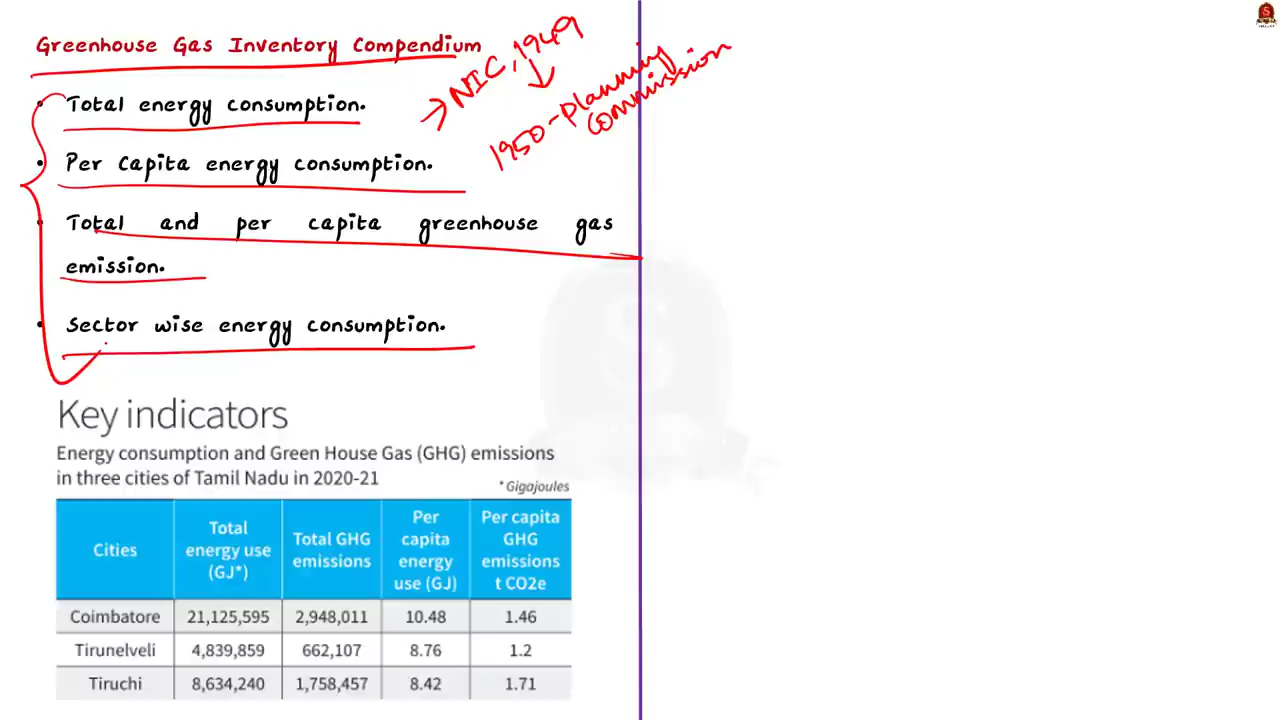 Greenhouse Gas Inventory Compendium
→ NIC, 1949
↓
1950 - Planning
Commission
• Total energy consumption.
• Per Capita energy consumption.
• Total and per capita greenhouse gas
emission.
• Sector wise energy consumption.
Key indicators
Energy consumption and Green House Gas (GHG) emissions
in three cities of Tamil Nadu in 2020-21
* Gigajoules
Cities Total energy use (GJ*) Total GHG emissions Per capita energy use (GJ) Per capita GHG emissions t CO2e
Coimbatore 21,125,595 2,948,011 10.48 1.46
Tirunelveli 4,839,859 662,107 8.76 1.2
Tiruchi 8,634,240 1,758,457 8.42 1.71